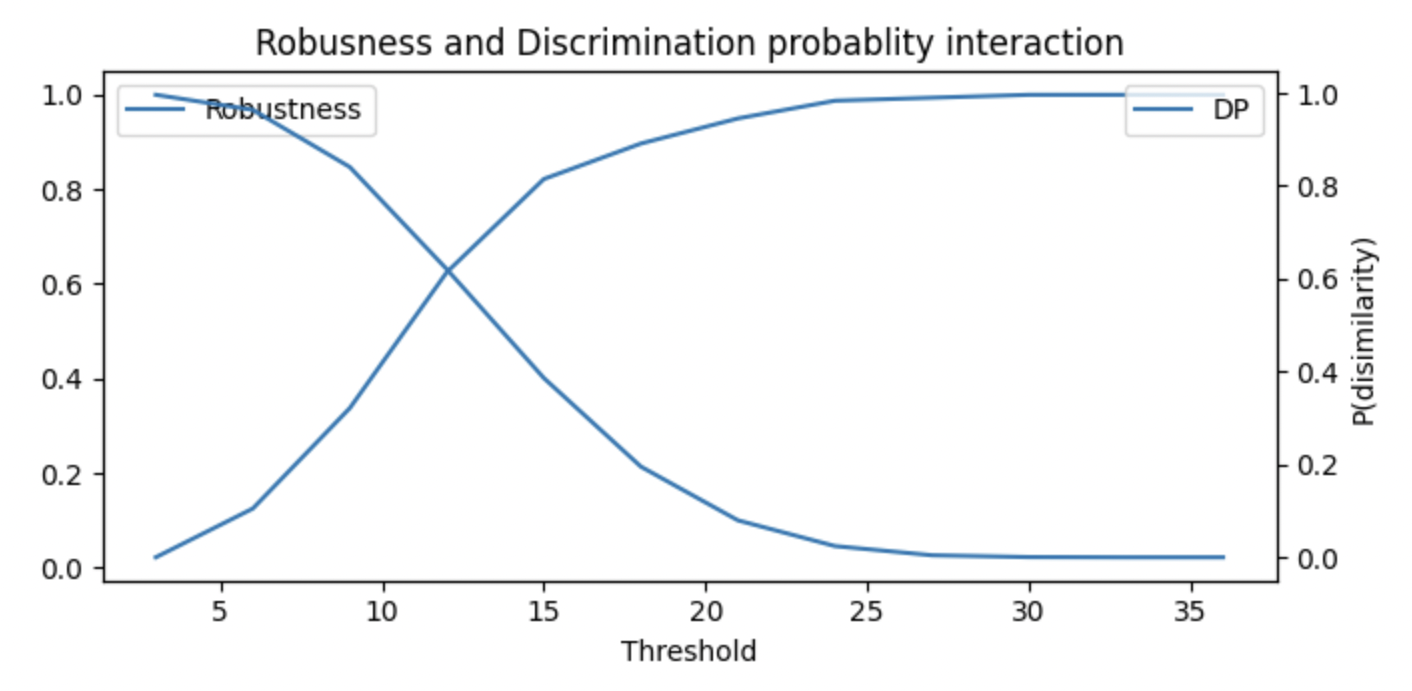 Robusness and Discrimination probablity interaction
Robustness
DP
1.0
0.8
0.6
0.4
0.2
0.0
1.0
0.8
0.6
0.4
0.2
0.0
P(disimilarity)
5 10 15 20 25 30 35
Threshold